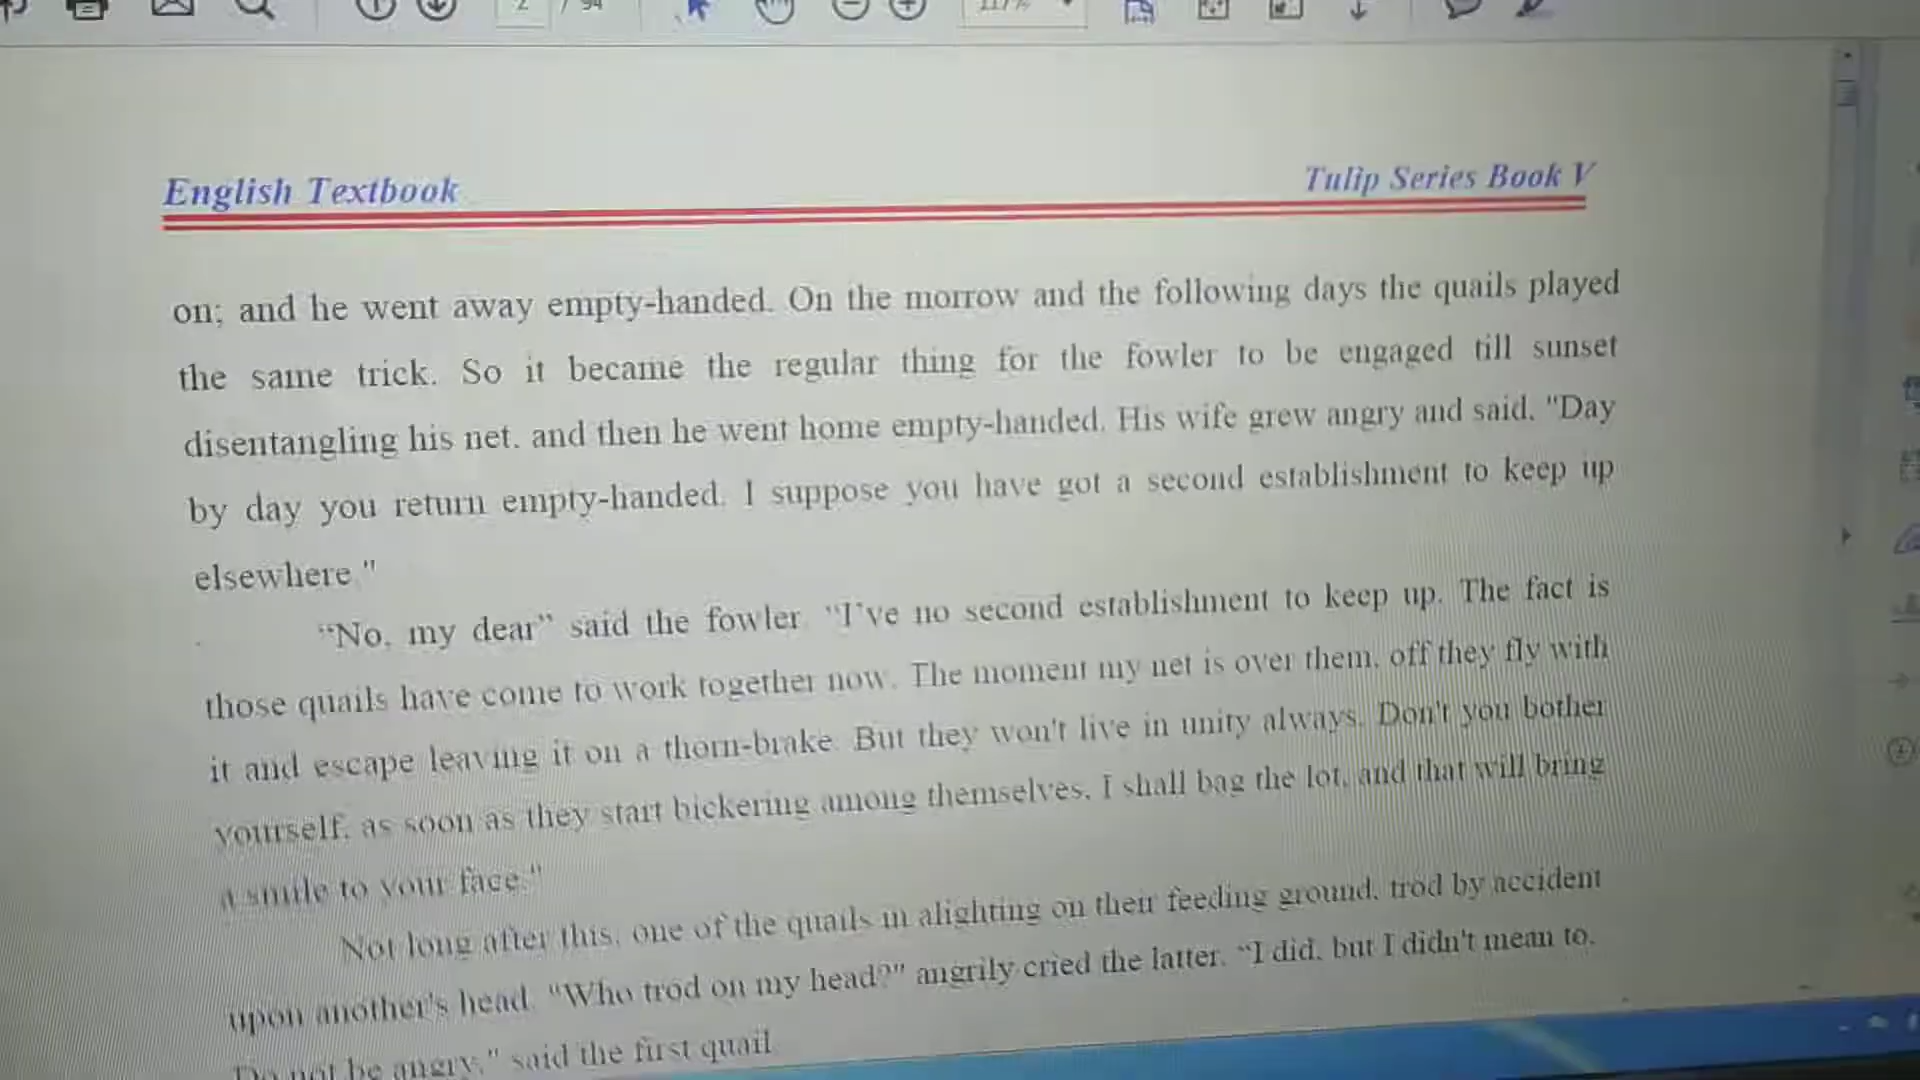 2 / 94
117%
English Textbook
Tulip Series Book V
on; and he went away empty-handed. On the morrow and the following days the quails played
the same trick. So it became the regular thing for the fowler to be engaged till sunset
disentangling his net, and then he went home empty-handed. His wife grew angry and said, "Day
by day you return empty-handed. I suppose you have got a second establishment to keep up
elsewhere."
“No, my dear” said the fowler. “I’ve no second establishment to keep up. The fact is
those quails have come to work together now. The moment my net is over them, off they fly with
it and escape leaving it on a thorn-brake. But they won't live in unity always. Don't you bother
yourself, as soon as they start bickering among themselves, I shall bag the lot, and that will bring
a smile to your face."
Not long after this, one of the quails in alighting on their feeding ground, trod by accident
upon another's head. "Who trod on my head?" angrily cried the latter. “I did, but I didn't mean to.
Do not be angry," said the first quail.